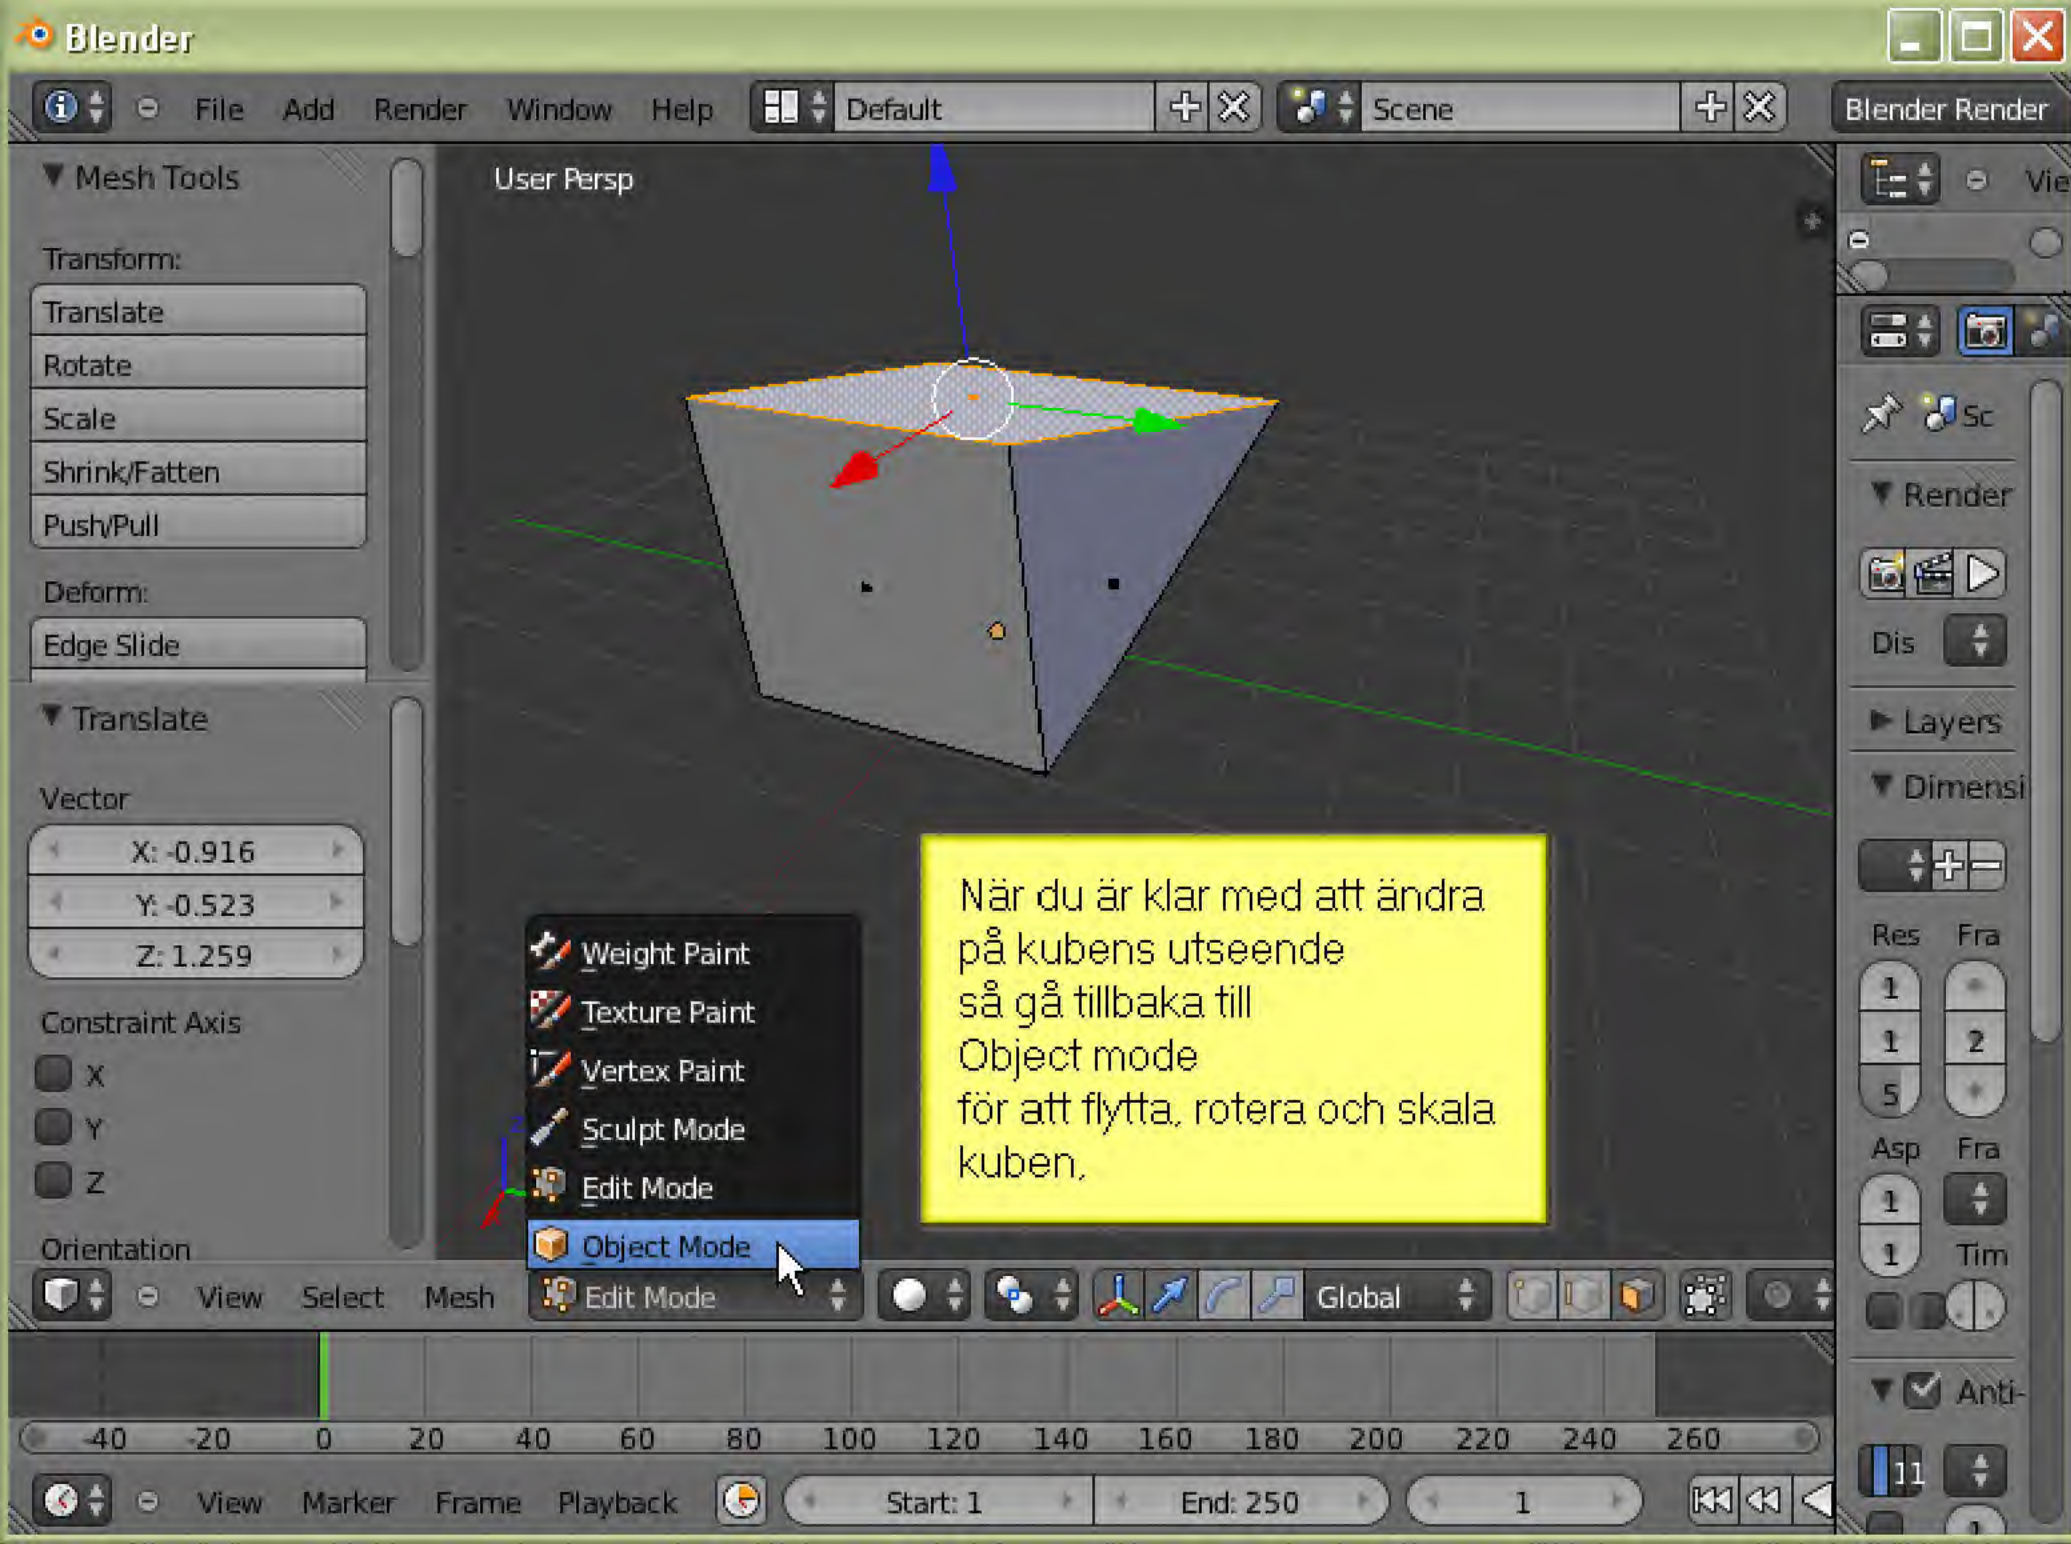 Blender
File Add Render Window Help Default Scene Blender Render
Mesh Tools
Transform:
Translate
Rotate
Scale
Shrink/Fatten
Push/Pull
Deform:
Edge Slide
Translate
Vector
X: -0.916
Y: -0.523
Z: 1.259
Constraint Axis
X
Y
Z
Orientation
User Persp
När du är klar med att ändra
på kubens utseende
så gå tillbaka till
Object mode
för att flytta, rotera och skala
kuben,
Weight Paint
Texture Paint
Vertex Paint
Sculpt Mode
Edit Mode
Object Mode
View Select Mesh Edit Mode Global
-40 -20 0 20 40 60 80 100 120 140 160 180 200 220 240 260
View Marker Frame Playback Start: 1 End: 250 1
Vie
Sc
Render
Dis
Layers
Dimensi
Res Fra
1
1 2
5
Asp Fra
1
1 Tim
Anti-
11
1